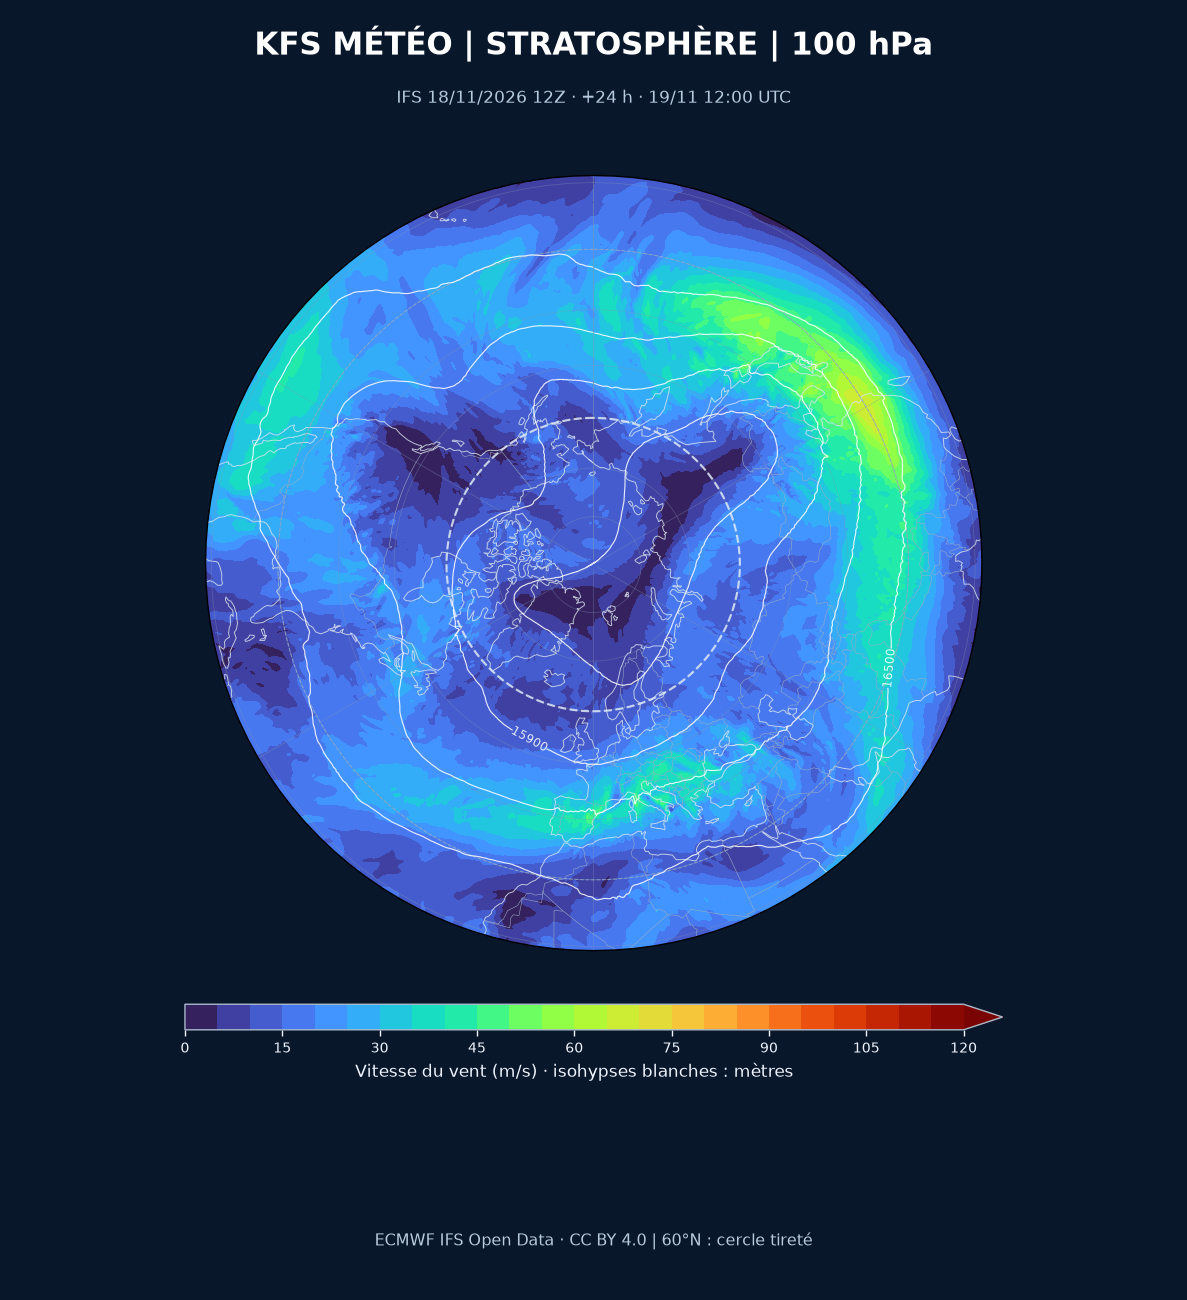 KFS MÉTÉO | STRATOSPHÈRE | 100 hPa
IFS 18/11/2026 12Z · +24 h · 19/11 12:00 UTC
16500
15900
0 15 30 45 60 75 90 105 120
Vitesse du vent (m/s) · isohypses blanches : mètres
ECMWF IFS Open Data · CC BY 4.0 | 60°N : cercle tireté